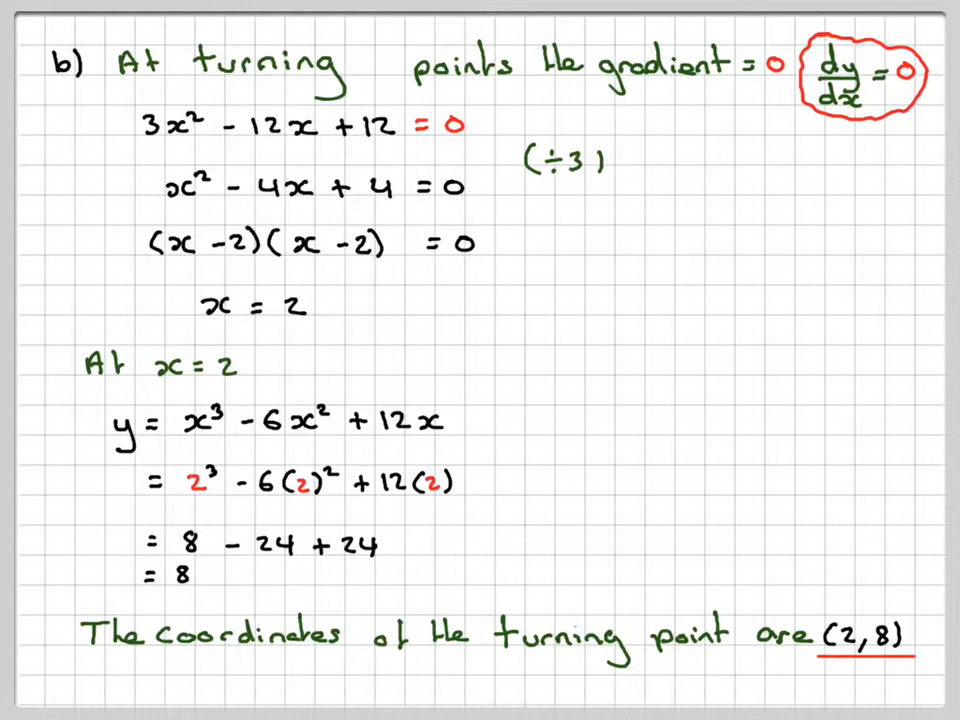 b) At turning points the gradient = 0 dy/dx = 0
3x² - 12x + 12 = 0
(÷3)
x² - 4x + 4 = 0
(x - 2)(x - 2) = 0
x = 2
At x = 2
y = x³ - 6x² + 12x
= 2³ - 6(2)² + 12(2)
= 8 - 24 + 24
= 8
The coordinates of the turning point are (2, 8)